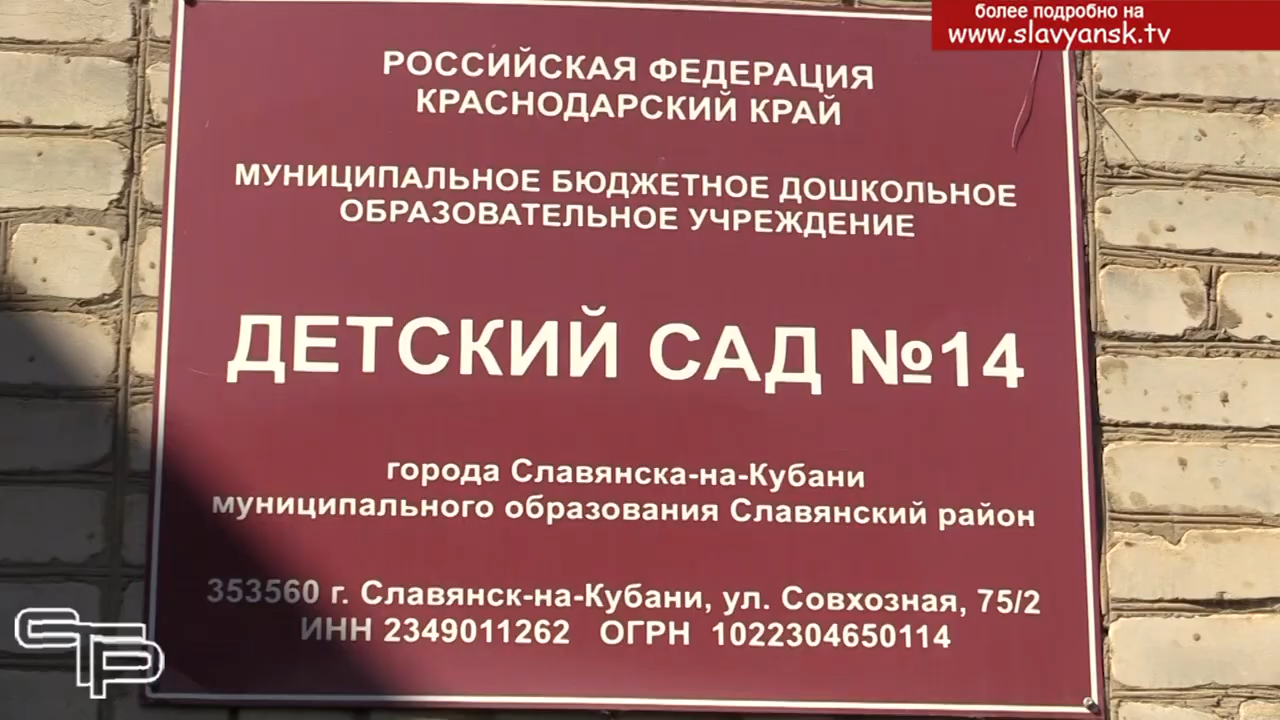 более подробно на
www.slavyansk.tv
РОССИЙСКАЯ ФЕДЕРАЦИЯ
КРАСНОДАРСКИЙ КРАЙ
МУНИЦИПАЛЬНОЕ БЮДЖЕТНОЕ ДОШКОЛЬНОЕ
ОБРАЗОВАТЕЛЬНОЕ УЧРЕЖДЕНИЕ
ДЕТСКИЙ САД №14
города Славянска-на-Кубани
муниципального образования Славянский район
353560 г. Славянск-на-Кубани, ул. Совхозная, 75/2
ИНН 2349011262 ОГРН 1022304650114
СТР